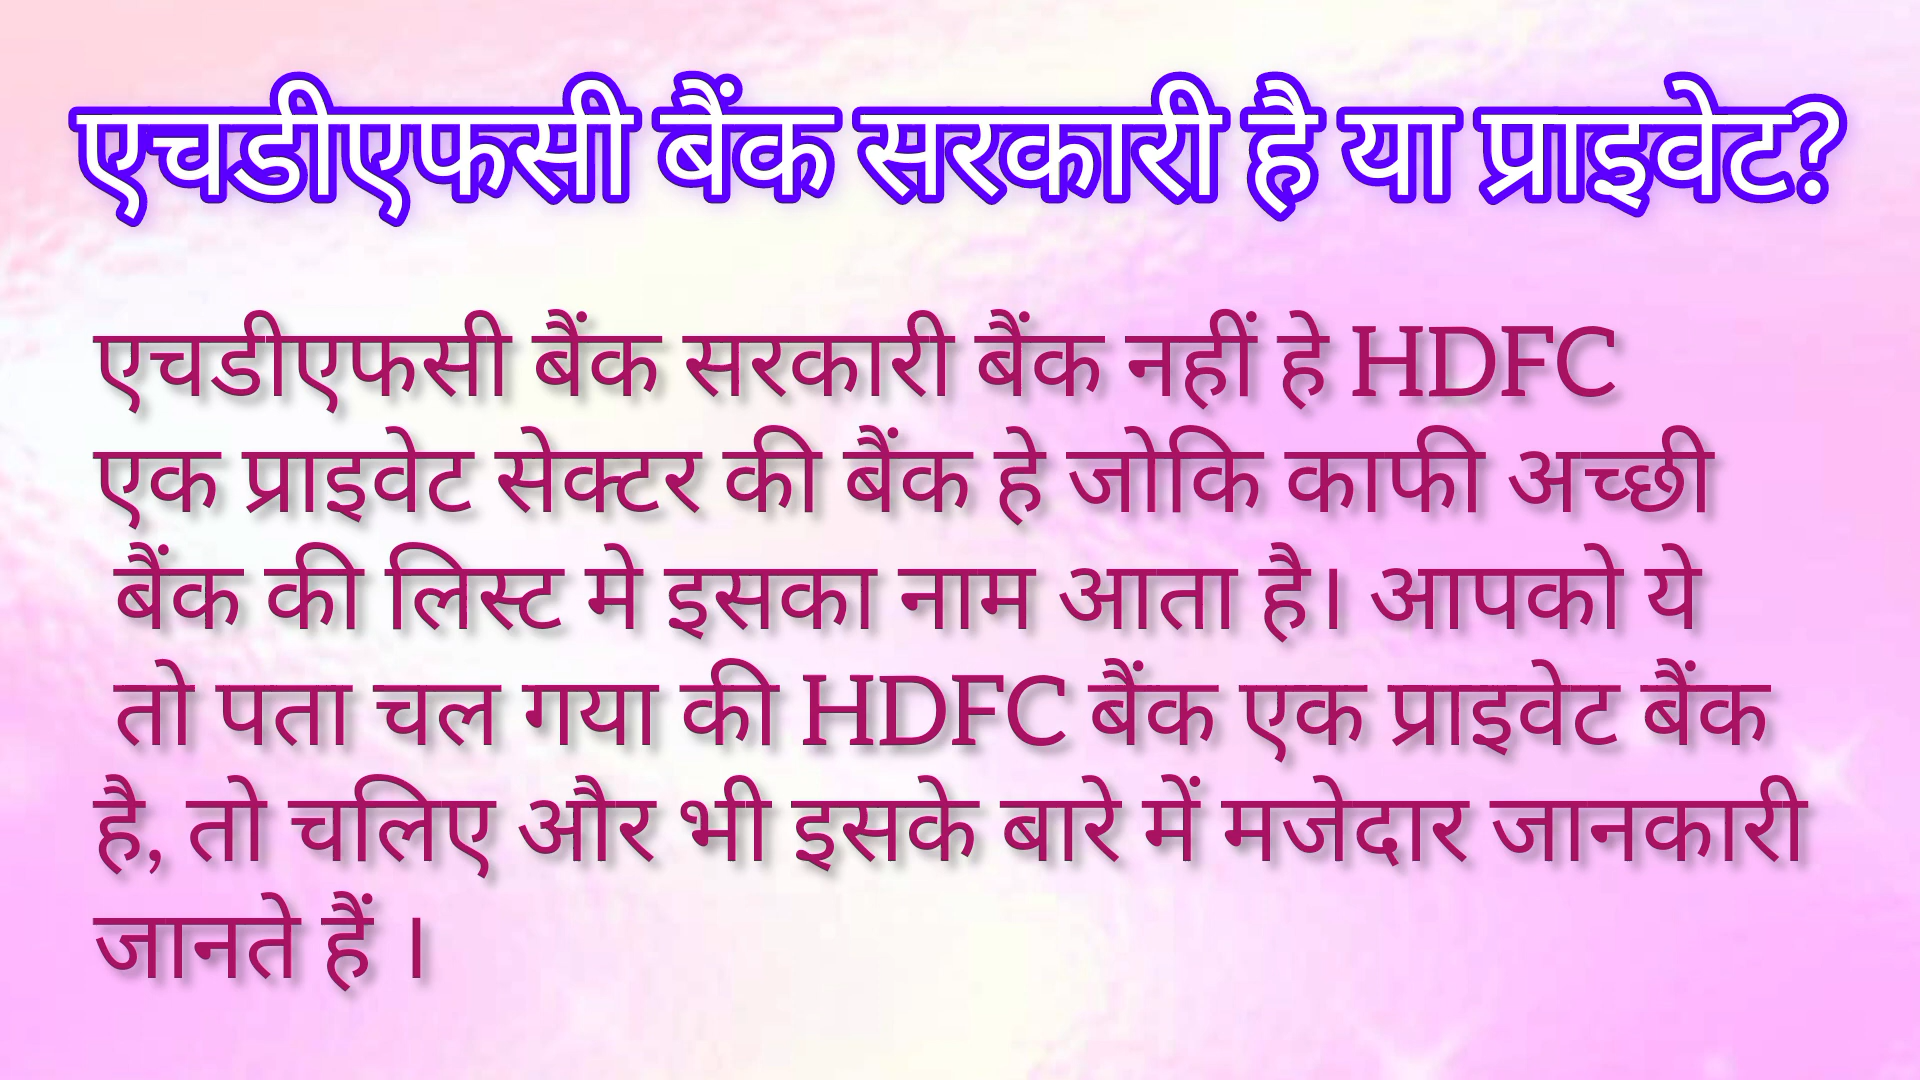 एचडीएफसी बैंक सरकारी है या प्राइवेट?
एचडीएफसी बैंक सरकारी बैंक नहीं हे HDFC
एक प्राइवेट सेक्टर की बैंक हे जोकि काफी अच्छी
बैंक की लिस्ट मे इसका नाम आता है। आपको ये
तो पता चल गया की HDFC बैंक एक प्राइवेट बैंक
है, तो चलिए और भी इसके बारे में मजेदार जानकारी
जानते हैं ।